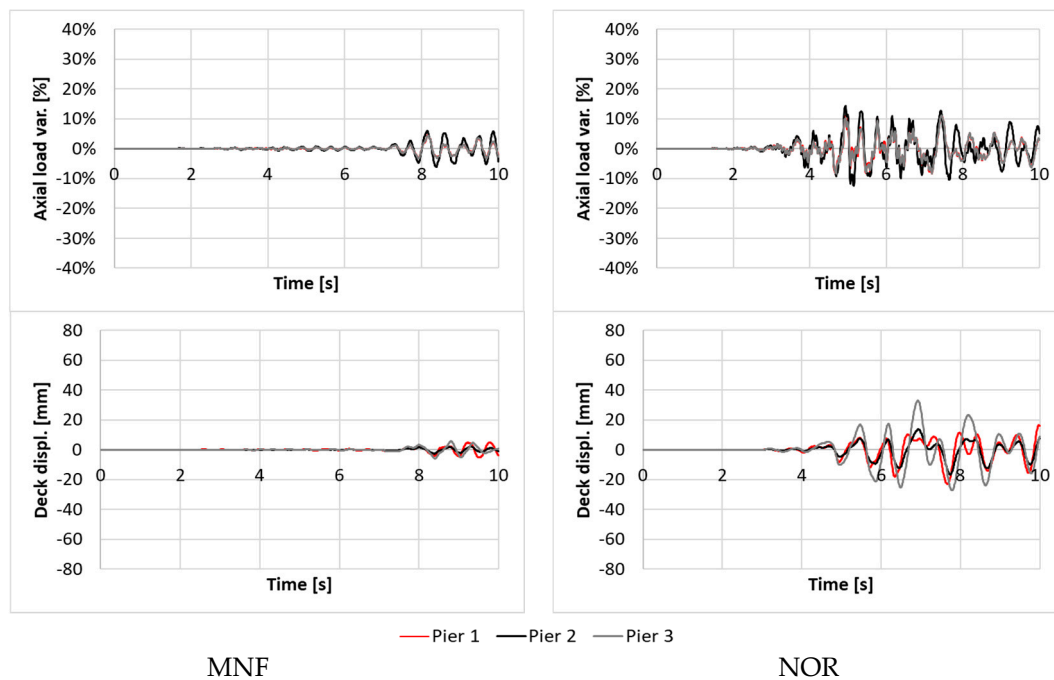 40%
30%
20%
10%
0%
-10%
-20%
-30%
-40%
Axial load var. [%]
0 2 4 6 8 10
Time [s]
40%
30%
20%
10%
0%
-10%
-20%
-30%
-40%
Axial load var. [%]
0 2 4 6 8 10
Time [s]
80
60
40
20
0
-20
-40
-60
-80
Deck displ. [mm]
0 2 4 6 8 10
Time [s]
80
60
40
20
0
-20
-40
-60
-80
Deck displ. [mm]
0 2 4 6 8 10
Time [s]
Pier 1 Pier 2 Pier 3
MNF NOR